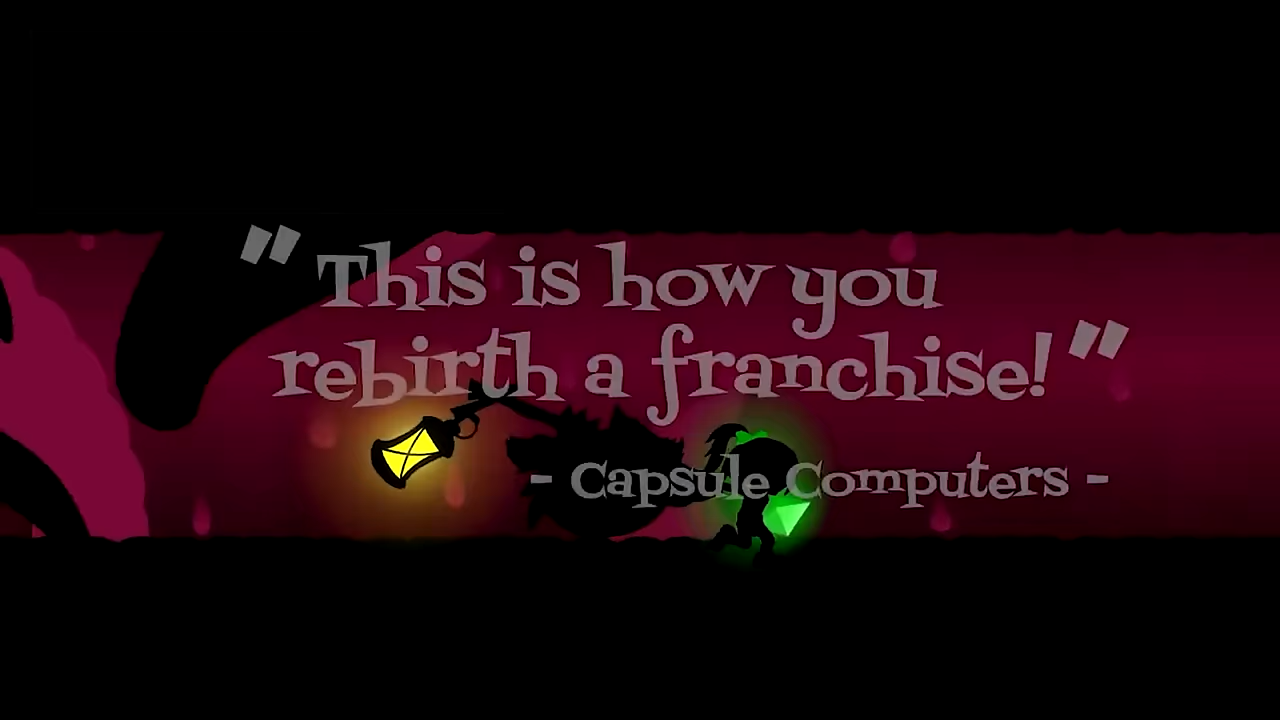 "This is how you
rebirth a franchise!"
- Capsule Computers -